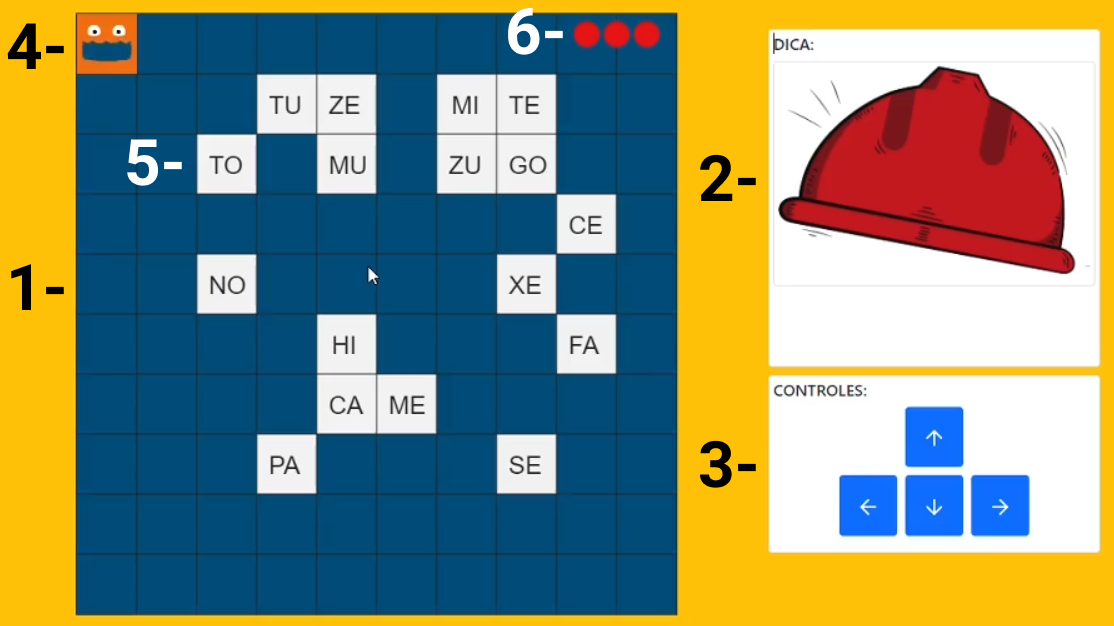 4-
6-
DICA:
TU ZE MI TE
5- TO MU ZU GO
2-
CE
1- NO XE
HI FA
CONTROLES:
CA ME
3-
PA SE